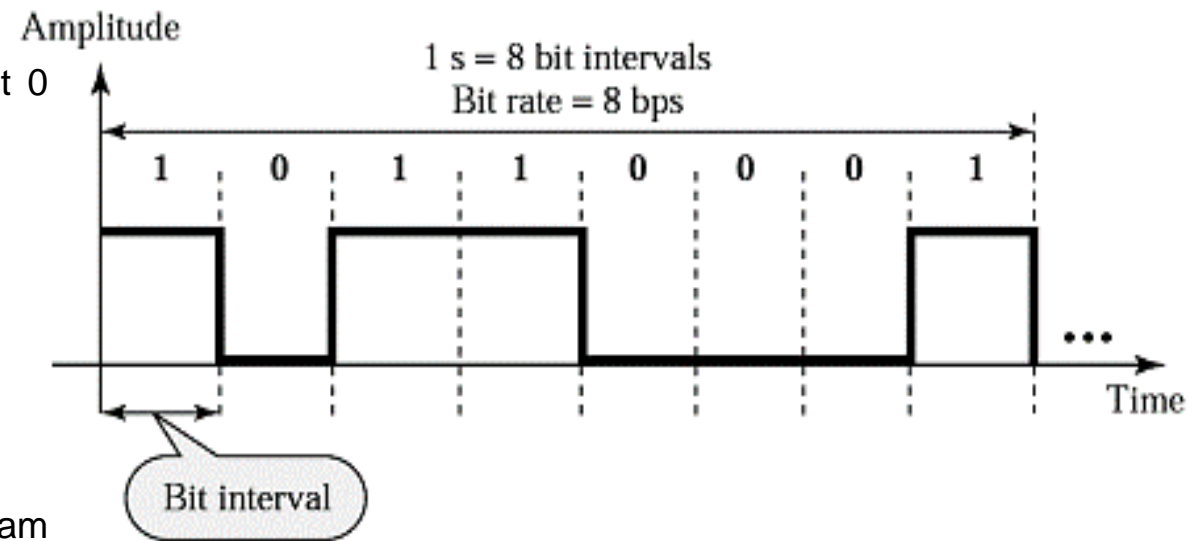 Amplitude
t 0
1 s = 8 bit intervals
Bit rate = 8 bps
1 0 1 1 0 0 0 1
...
Time
Bit interval
am